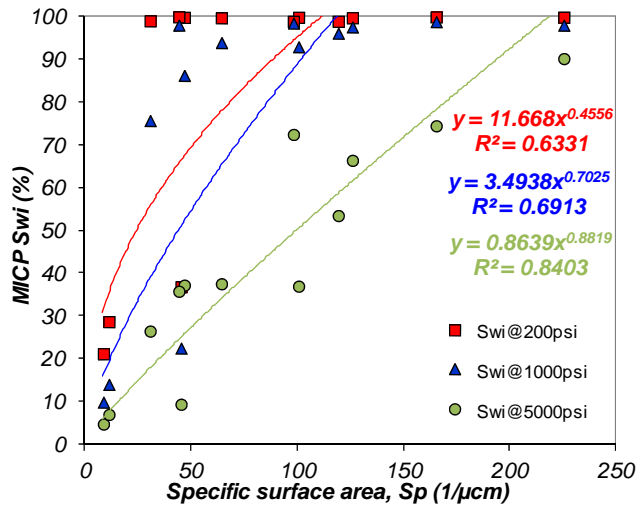 100
90
80
70
60
50
40
30
20
10
0
MICP Swi (%)
y = 11.668x^0.4556
R² = 0.6331
y = 3.4938x^0.7025
R² = 0.6913
y = 0.8639x^0.8819
R² = 0.8403
Swi@200psi
Swi@1000psi
Swi@5000psi
0 50 100 150 200 250
Specific surface area, Sp (1/µcm)